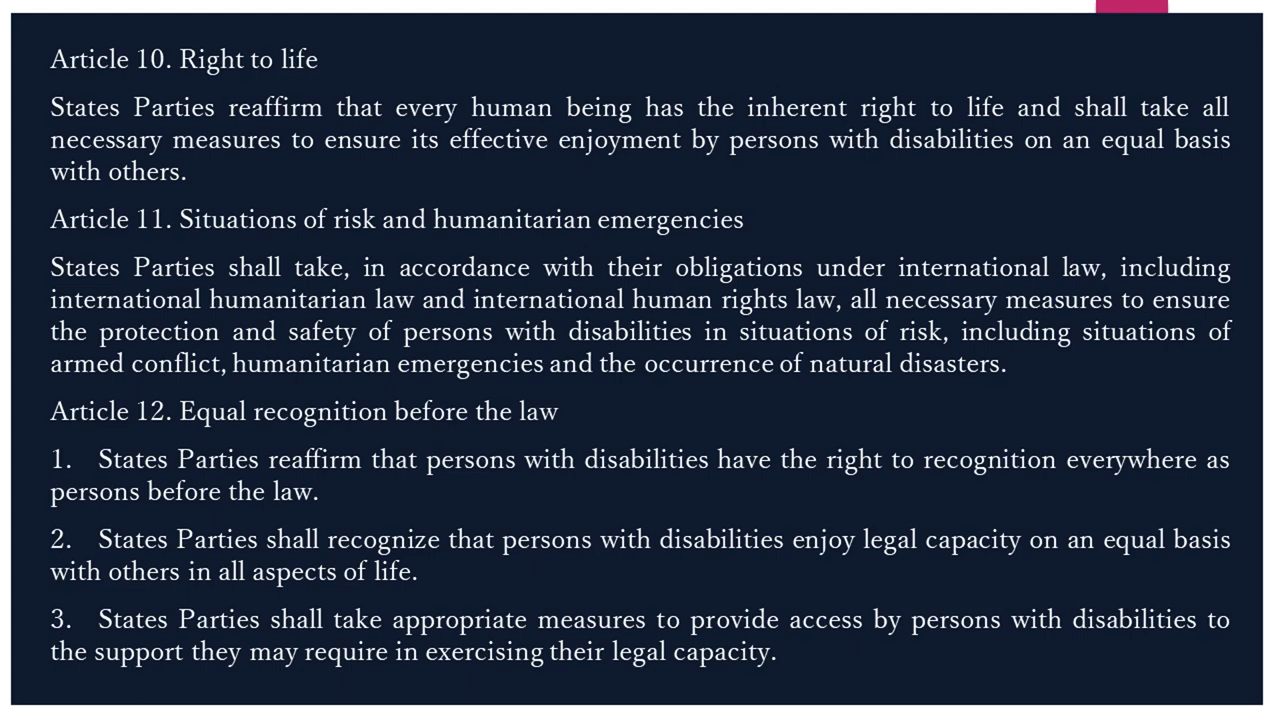 Article 10. Right to life
States Parties reaffirm that every human being has the inherent right to life and shall take all
necessary measures to ensure its effective enjoyment by persons with disabilities on an equal basis
with others.
Article 11. Situations of risk and humanitarian emergencies
States Parties shall take, in accordance with their obligations under international law, including
international humanitarian law and international human rights law, all necessary measures to ensure
the protection and safety of persons with disabilities in situations of risk, including situations of
armed conflict, humanitarian emergencies and the occurrence of natural disasters.
Article 12. Equal recognition before the law
1. States Parties reaffirm that persons with disabilities have the right to recognition everywhere as
persons before the law.
2. States Parties shall recognize that persons with disabilities enjoy legal capacity on an equal basis
with others in all aspects of life.
3. States Parties shall take appropriate measures to provide access by persons with disabilities to
the support they may require in exercising their legal capacity.